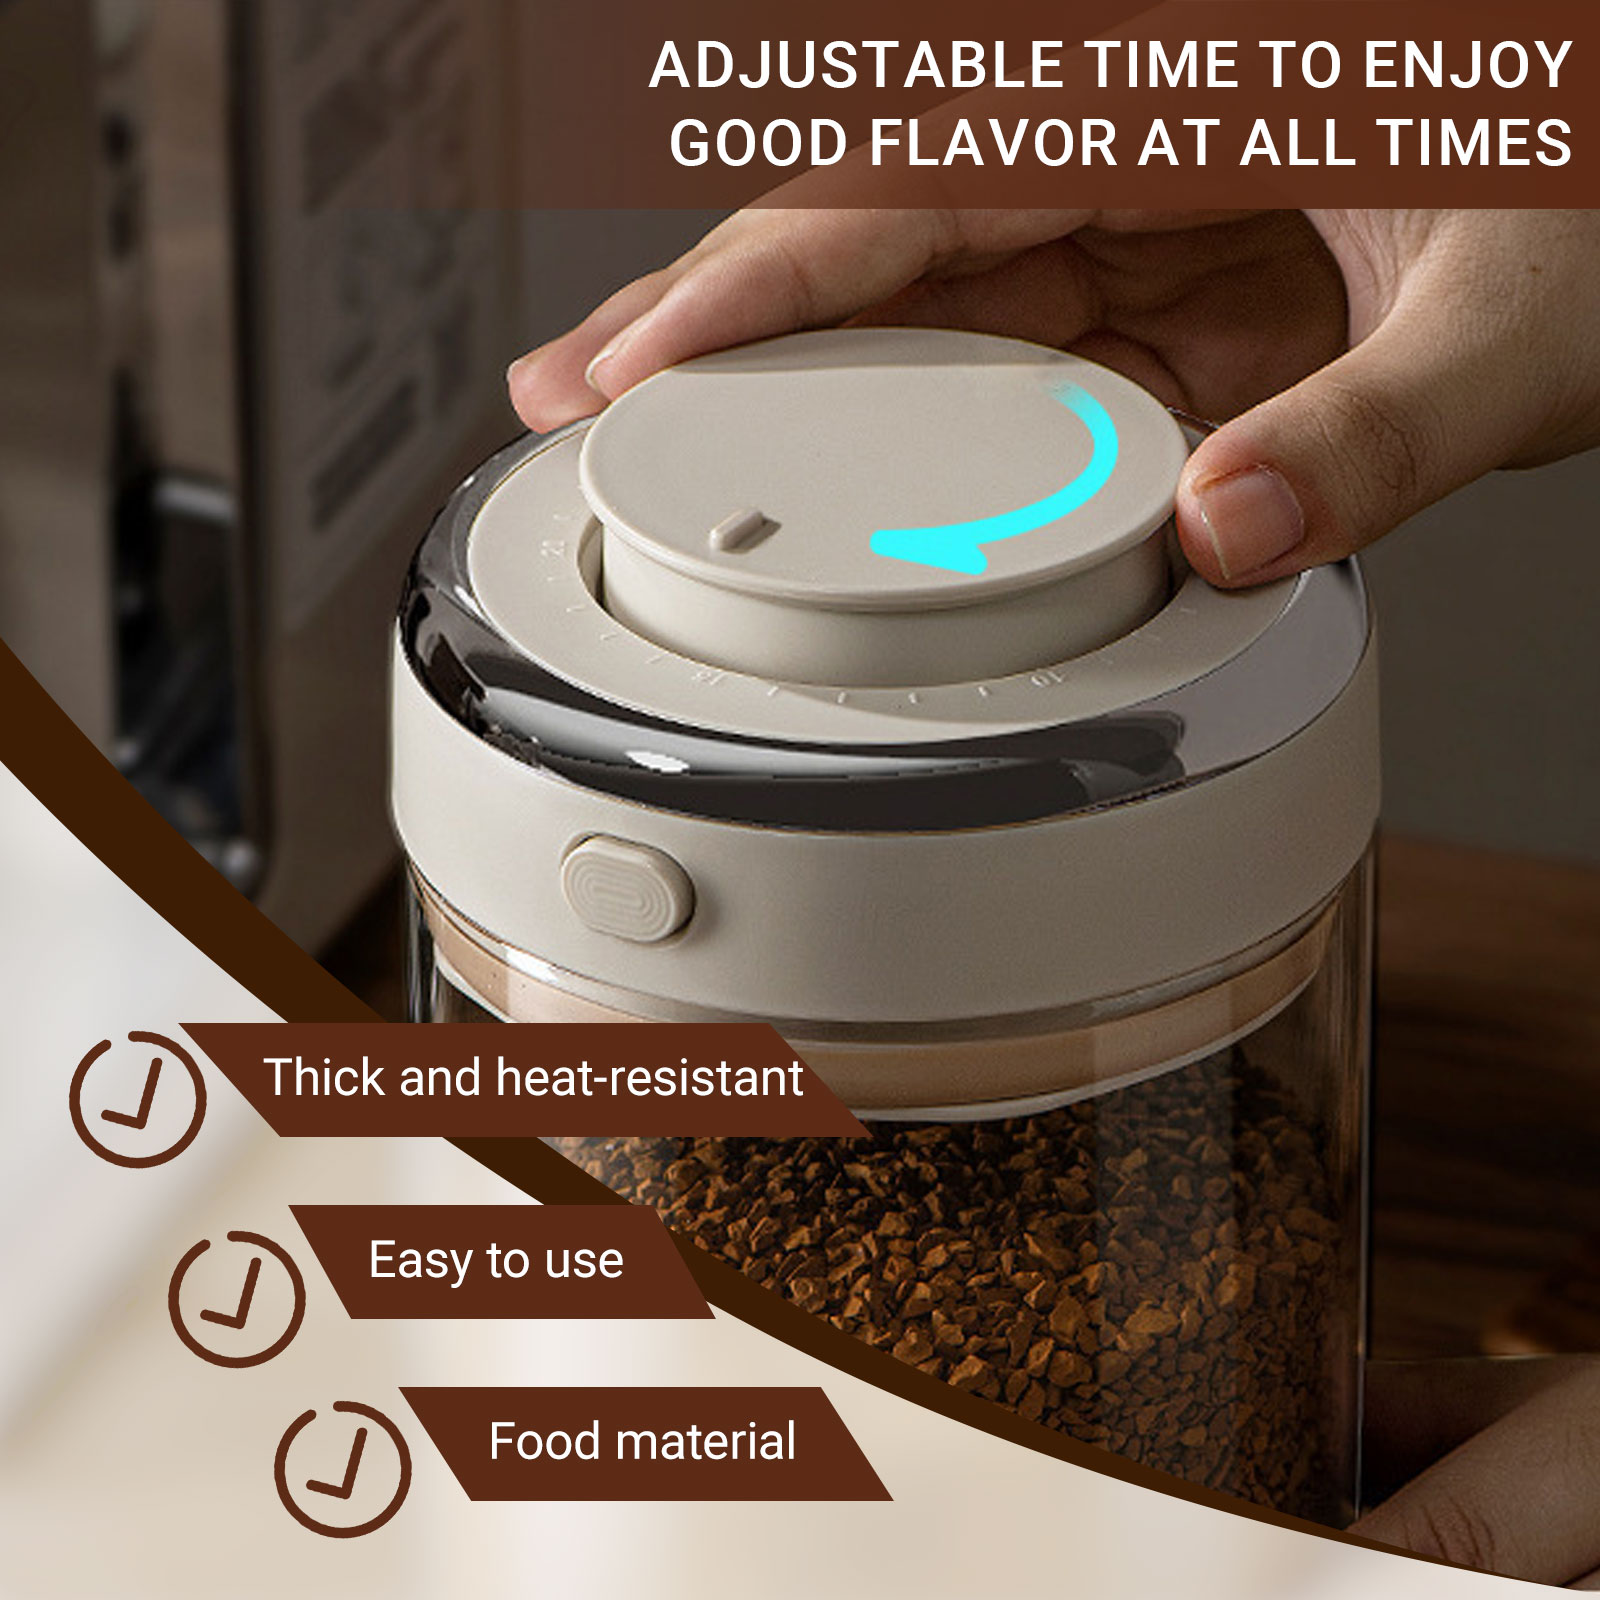 ADJUSTABLE TIME TO ENJOY
GOOD FLAVOR AT ALL TIMES
Thick and heat-resistant
Easy to use
Food material